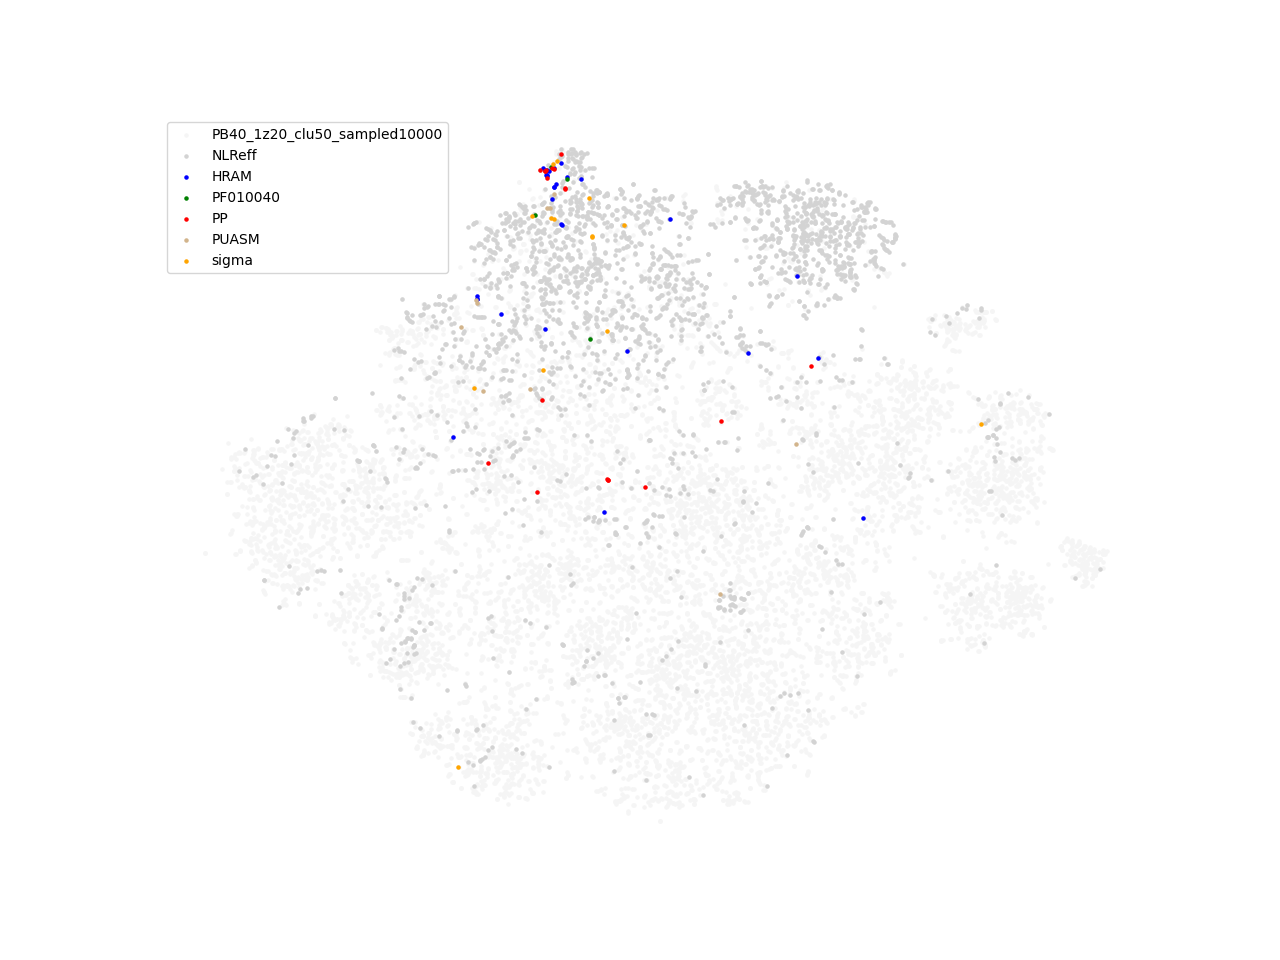 PB40_1z20_clu50_sampled10000
NLReff
HRAM
PF010040
PP
PUASM
sigma